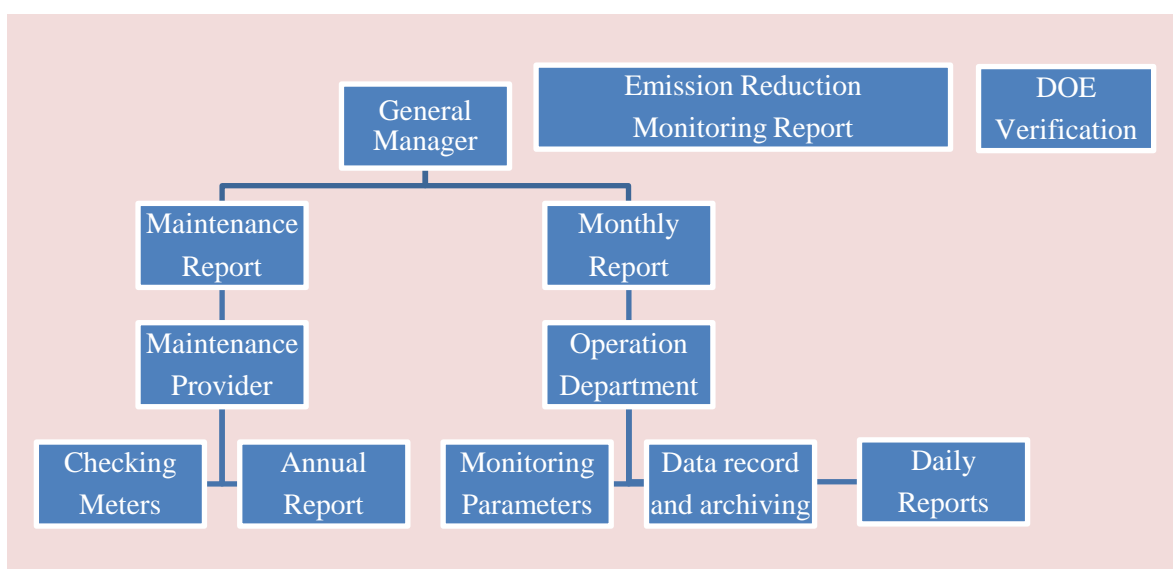 General
Manager
Emission Reduction
Monitoring Report
DOE
Verification
Maintenance
Report
Monthly
Report
Maintenance
Provider
Operation
Department
Checking
Meters
Annual
Report
Monitoring
Parameters
Data record
and archiving
Daily
Reports